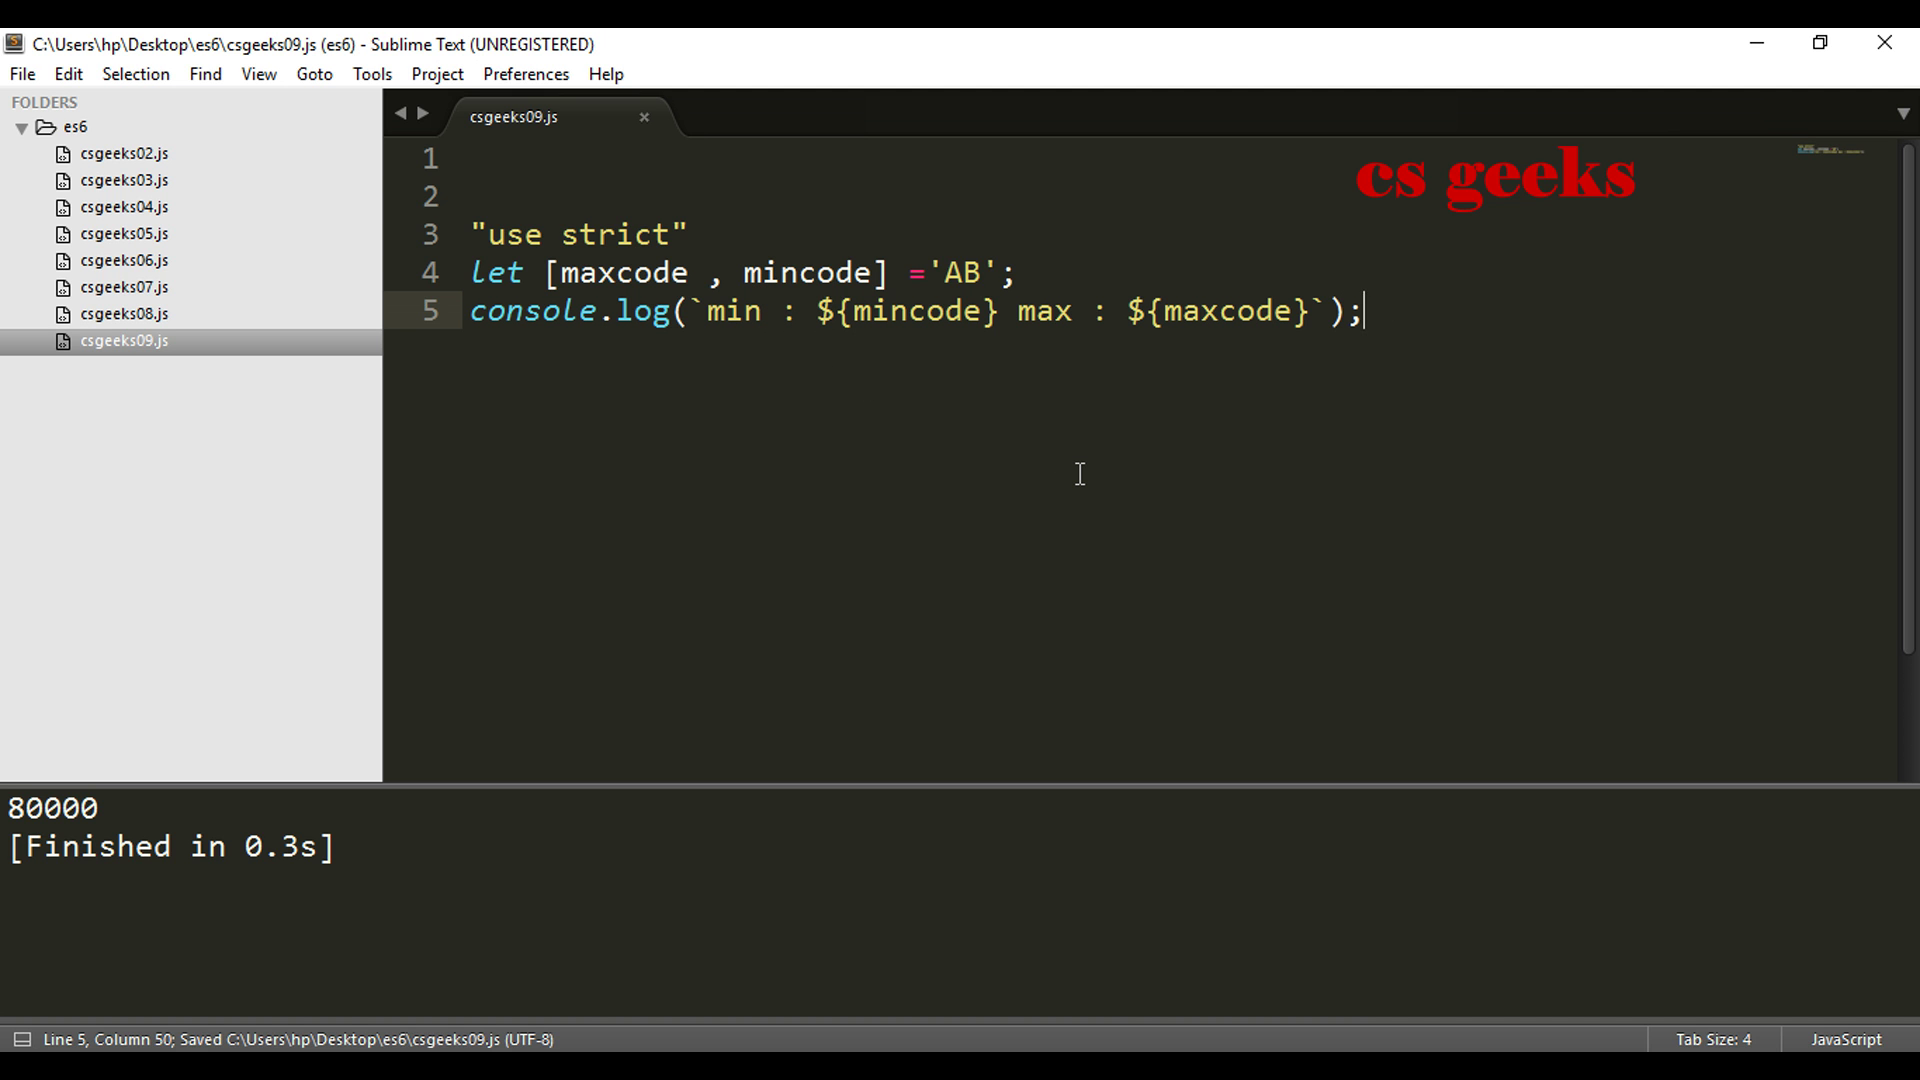 C:\Users\hp\Desktop\es6\csgeeks09.js (es6) - Sublime Text (UNREGISTERED)
File Edit Selection Find View Goto Tools Project Preferences Help
FOLDERS
es6
csgeeks02.js
csgeeks03.js
csgeeks04.js
csgeeks05.js
csgeeks06.js
csgeeks07.js
csgeeks08.js
csgeeks09.js
csgeeks09.js ×
cs geeks
1
2
3 "use strict"
4 let [maxcode , mincode] ='AB';
5 console.log(`min : ${mincode} max : ${maxcode}`);
80000
[Finished in 0.3s]
Line 5, Column 50; Saved C:\Users\hp\Desktop\es6\csgeeks09.js (UTF-8) Tab Size: 4 JavaScript